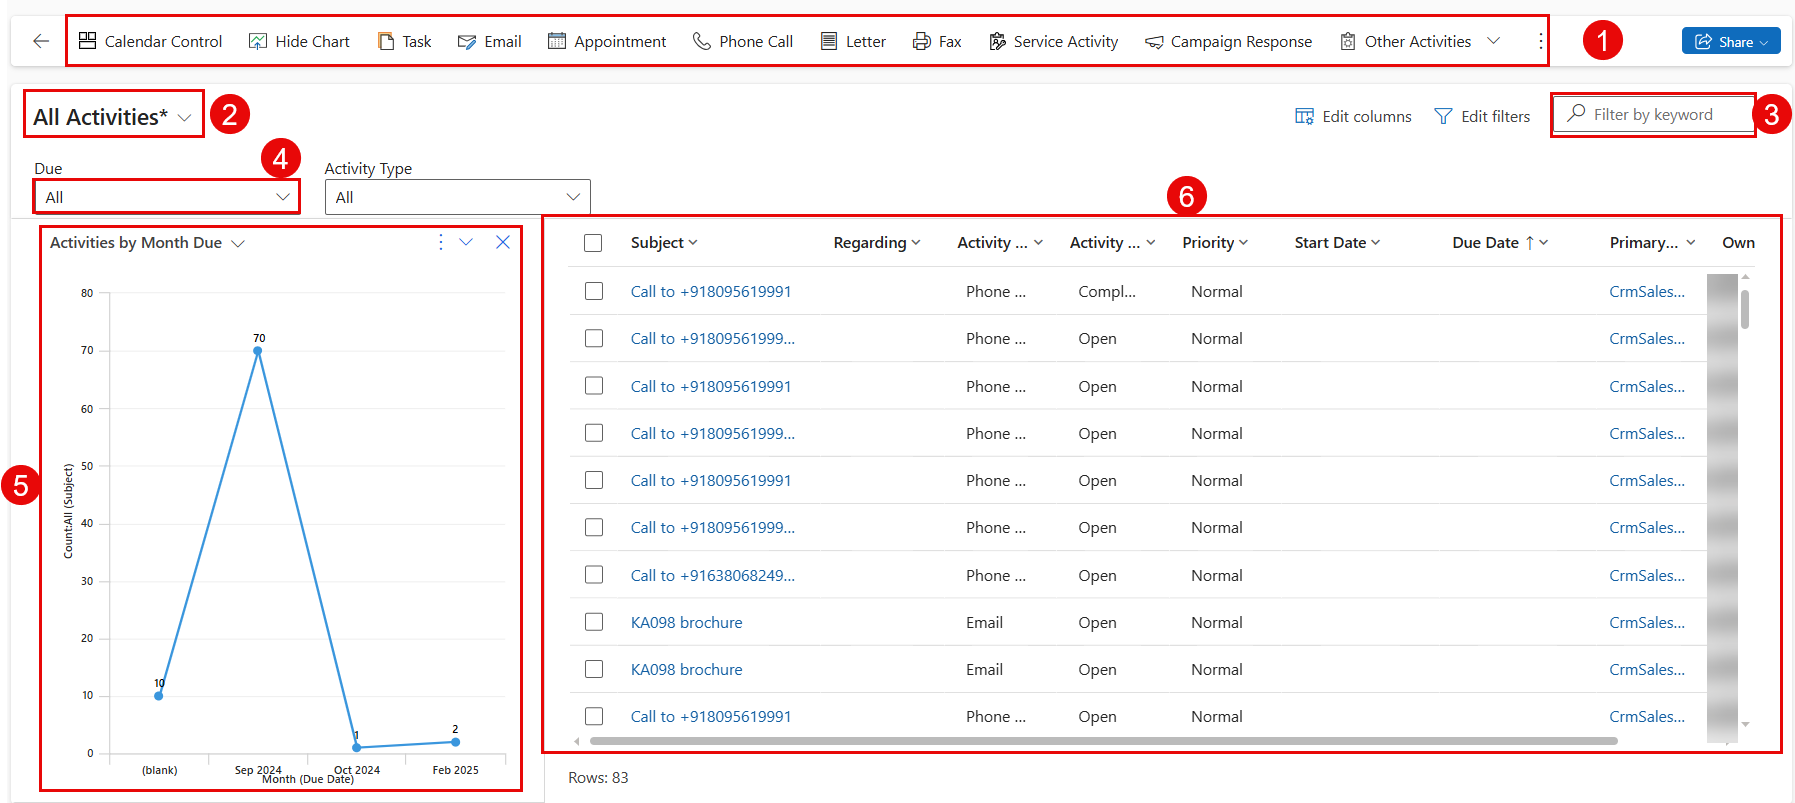 Calendar Control Hide Chart Task Email Appointment Phone Call Letter Fax Service Activity Campaign Response Other Activities 1 Share
All Activities* 2 Edit columns Edit filters Filter by keyword 3
4
Due Activity Type
All All
6
Activities by Month Due
Subject Regarding Activity ... Activity ... Priority Start Date Due Date ↑ Primary... Own
Call to +918095619991 Phone ... Compl... Normal CrmSales...
Call to +91809561999... Phone ... Open Normal CrmSales...
Call to +918095619991 Phone ... Open Normal CrmSales...
Call to +91809561999... Phone ... Open Normal CrmSales...
Call to +918095619991 Phone ... Open Normal CrmSales...
Call to +91809561999... Phone ... Open Normal CrmSales...
Call to +91638068249... Phone ... Open Normal CrmSales...
KA098 brochure Email Open Normal CrmSales...
KA098 brochure Email Open Normal CrmSales...
Call to +918095619991 Phone ... Open Normal CrmSales...
Rows: 83
5
Count:All (Subject)
80
70
60
50
40
30
20
10
0
10
70
1
2
(blank) Sep 2024 Oct 2024 Feb 2025
Month (Due Date)